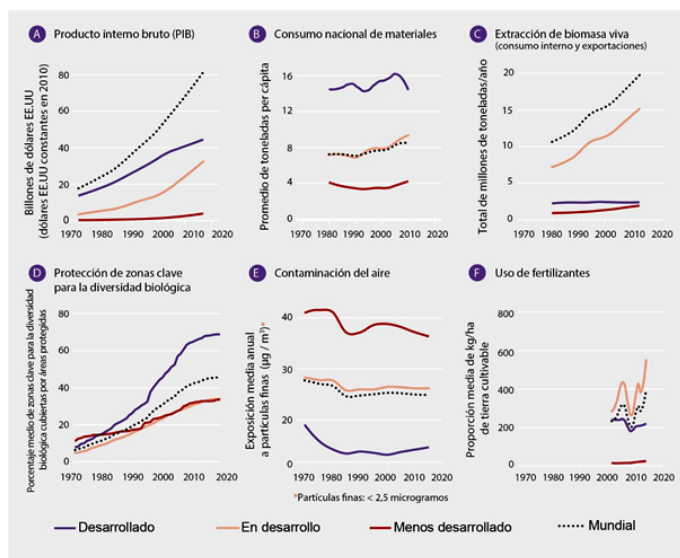 A Producto interno bruto (PIB)
Billones de dólares EE.UU
(dólares EE.UU constantes en 2010)
80
60
40
20
0
1970 1980 1990 2000 2010 2020
B Consumo nacional de materiales
Promedio de toneladas per cápita
16
12
8
4
0
1970 1980 1990 2000 2010 2020
C Extracción de biomasa viva
(consumo interno y exportaciones)
Total de millones de toneladas/año
20
15
10
5
0
1970 1980 1990 2000 2010 2020
D Protección de zonas clave
para la diversidad biológica
Porcentaje medio de zonas clave para la diversidad
biológica cubiertas por áreas protegidas
80
60
40
20
0
1970 1980 1990 2000 2010 2020
E Contaminación del aire
Exposición media anual *
a partículas finas (µg / m³)
40
30
20
0
1970 1980 1990 2000 2010 2020
*Partículas finas: < 2,5 microgramos
F Uso de fertilizantes
Proporción media de kg/ha
de tierra cultivable
800
600
400
200
0
1970 1980 1990 2000 2010 2020
Desarrollado En desarrollo Menos desarrollado Mundial